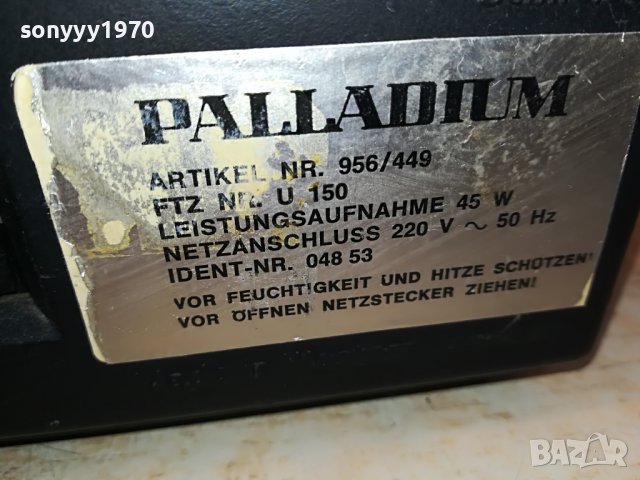 sonyyy1970
PALLADIUM
ARTIKEL NR. 956/449
FTZ NR. U 150
LEISTUNGSAUFNAHME 45 W
NETZANSCHLUSS 220 V ~ 50 Hz
IDENT-NR. 048 53
VOR FEUCHTIGKEIT UND HITZE SCHÜTZEN!
VOR ÖFFNEN NETZSTECKER ZIEHEN!
BAZAR